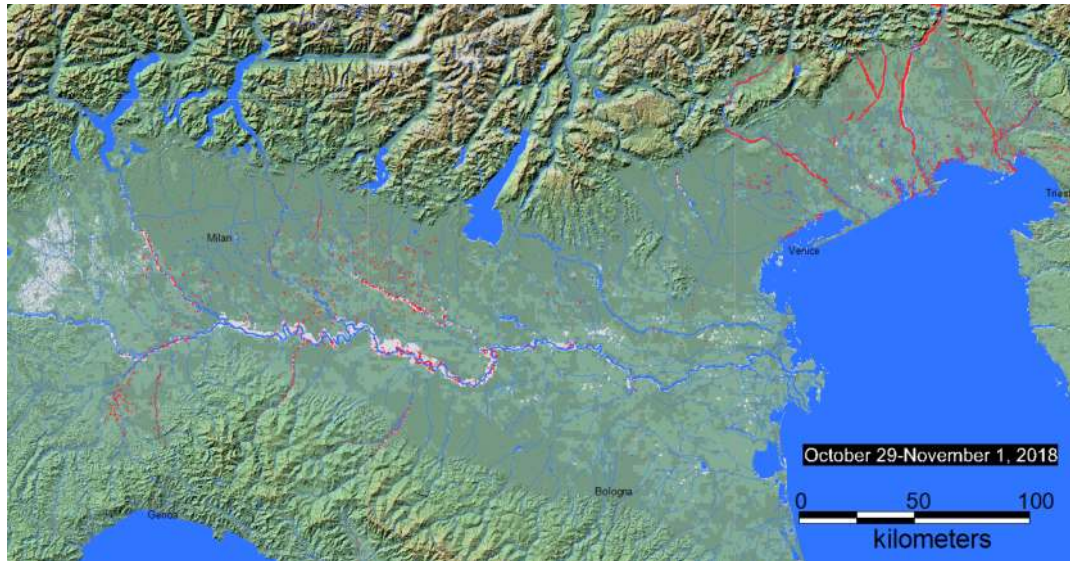 Milan
Venice
Triest
October 29-November 1, 2018
0 50 100
kilometers
Bologna
Genoa